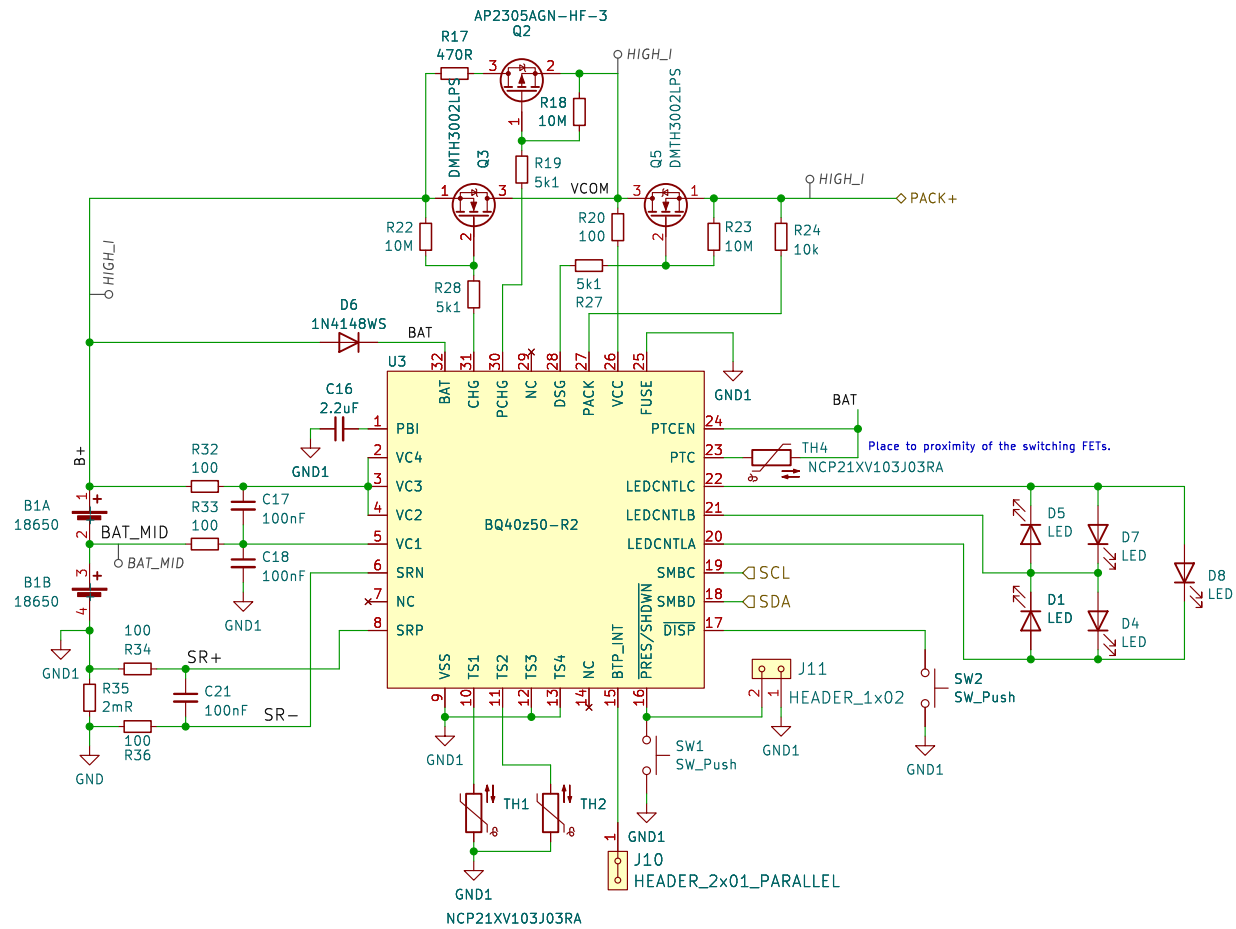 AP2305AGN-HF-3
Q2
R17
470R
3
2
1
R18
10M
HIGH_I
DMTH3002LPS
Q3
1
3
2
R19
5k1
VCOM
Q5
DMTH3002LPS
3
1
2
HIGH_I
PACK+
R22
10M
R20
100
R23
10M
R24
10k
R28
5k1
5k1
R27
HIGH_I
D6
1N4148WS
BAT
U3
32
31
30
29
28
27
26
25
BAT
CHG
PCHG
NC
DSG
PACK
VCC
FUSE
GND1
C16
2.2uF
GND1
1
PBI
2
VC4
3
VC3
4
VC2
5
VC1
6
SRN
7
NC
8
SRP
BQ40z50-R2
24
PTCEN
23
PTC
22
LEDCNTLC
21
LEDCNTLB
20
LEDCNTLA
19
SMBC
18
SMBD
17
DISP
BAT
Place to proximity of the switching FETs.
TH4
NCP21XV103J03RA
B+
R32
100
R33
100
C17
100nF
C18
100nF
GND1
B1A
18650
1
+
2
BAT_MID
BAT_MID
B1B
18650
3
+
4
GND1
100
R34
SR+
R35
2mR
C21
100nF
SR-
100
R36
GND
SCL
SDA
D5
LED
D7
LED
D8
LED
D1
LED
D4
LED
VSS
TS1
TS2
TS3
TS4
NC
BTP_INT
PRES/SHDWN
9
10
11
12
13
14
15
16
GND1
J11
2
1
HEADER_1x02
GND1
SW2
SW_Push
GND1
SW1
SW_Push
GND1
TH1
TH2
GND1
NCP21XV103J03RA
1
J10
HEADER_2x01_PARALLEL